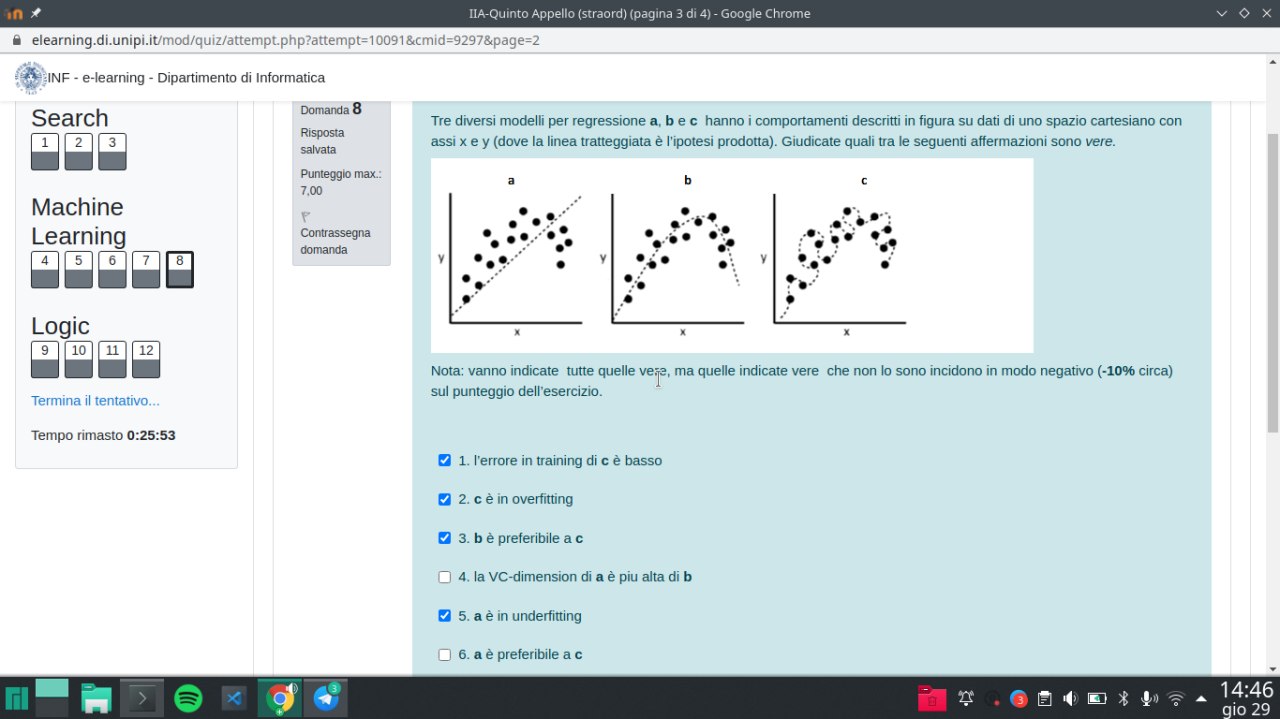 IIA-Quinto Appello (straord) (pagina 3 di 4) - Google Chrome
elearning.di.unipi.it/mod/quiz/attempt.php?attempt=10091&cmid=9297&page=2
INF - e-learning - Dipartimento di Informatica
Search
1 2 3
Machine
Learning
4 5 6 7 8
Logic
9 10 11 12
Termina il tentativo...
Tempo rimasto 0:25:53
Domanda 8
Risposta
salvata
Punteggio max.:
7,00
Contrassegna
domanda
Tre diversi modelli per regressione a, b e c hanno i comportamenti descritti in figura su dati di uno spazio cartesiano con
assi x e y (dove la linea tratteggiata è l'ipotesi prodotta). Giudicate quali tra le seguenti affermazioni sono vere.
a b c
y y y
x x x
Nota: vanno indicate tutte quelle vere, ma quelle indicate vere che non lo sono incidono in modo negativo (-10% circa)
sul punteggio dell'esercizio.
1. l'errore in training di c è basso
2. c è in overfitting
3. b è preferibile a c
4. la VC-dimension di a è piu alta di b
5. a è in underfitting
6. a è preferibile a c
3
3
14:46
gio 29